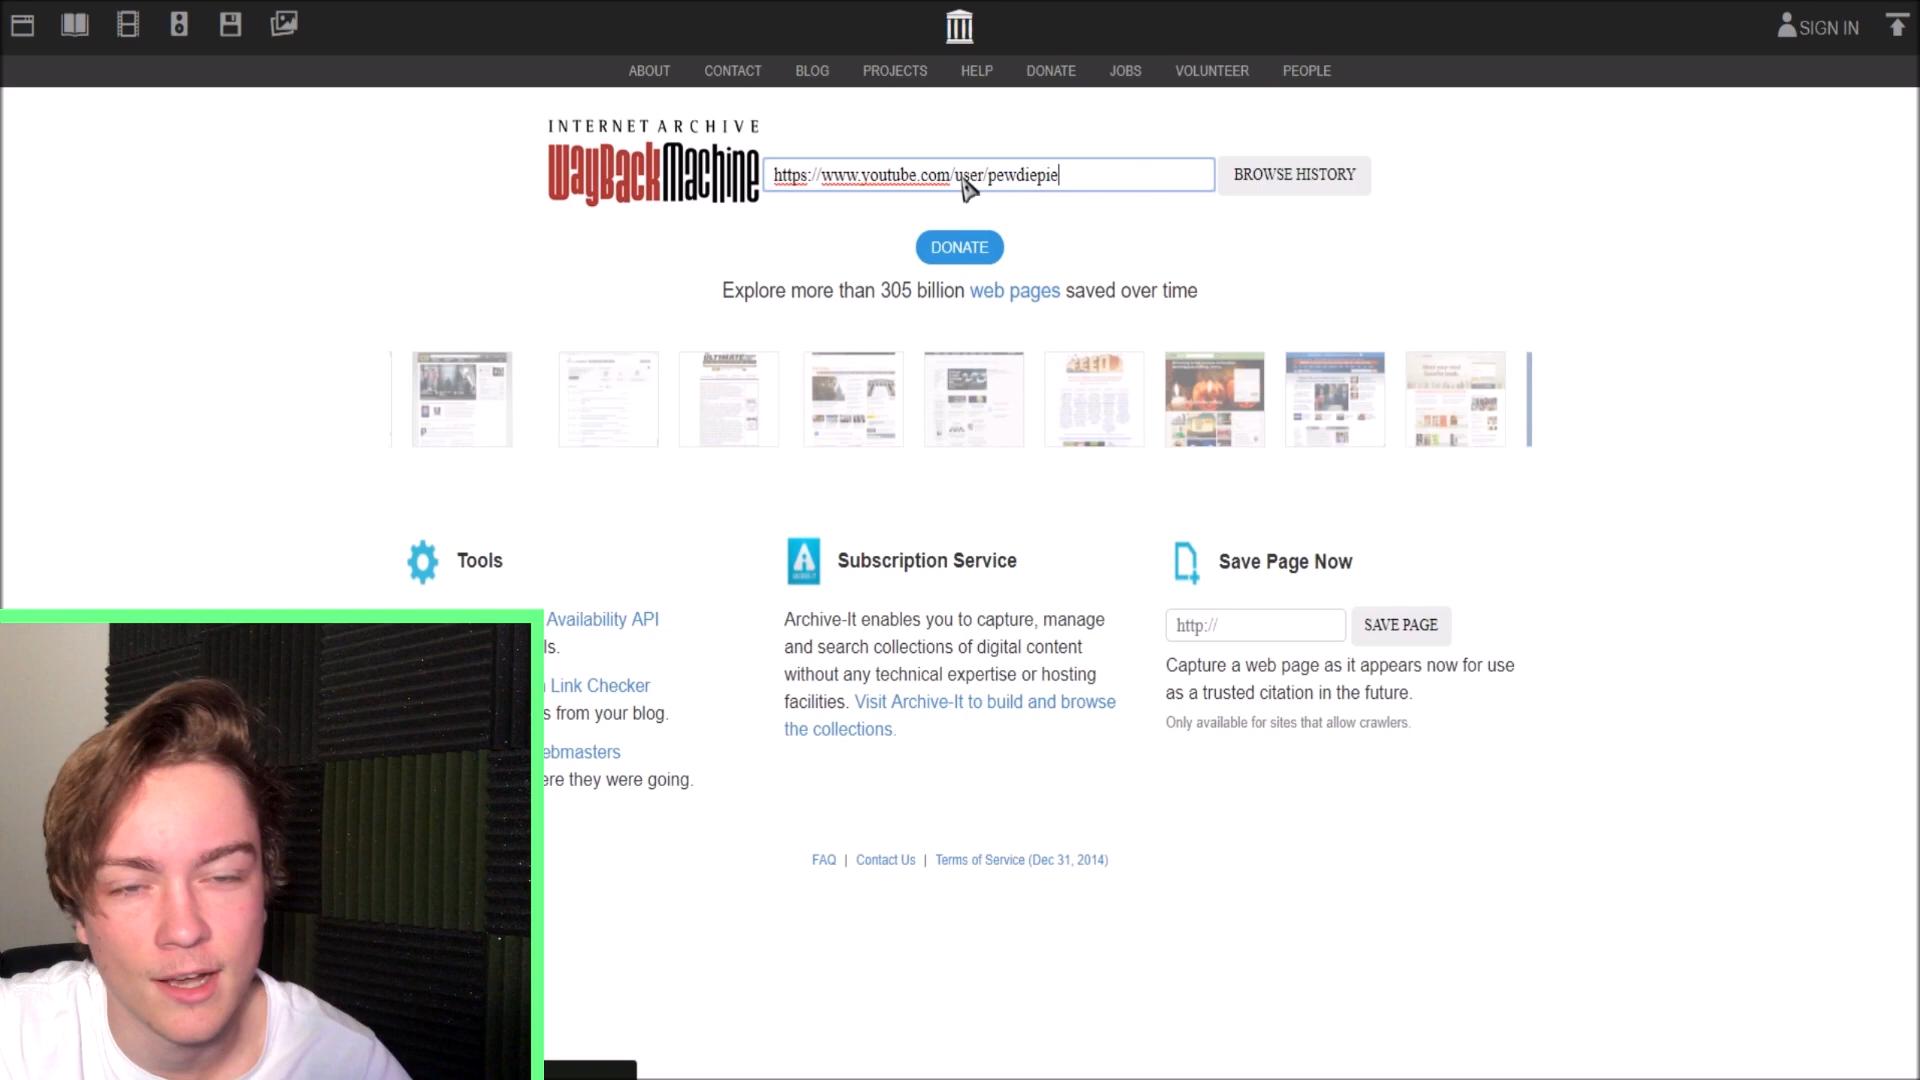 SIGN IN
ABOUT CONTACT BLOG PROJECTS HELP DONATE JOBS VOLUNTEER PEOPLE
INTERNET ARCHIVE
WayBackMachine
https://www.youtube.com/user/pewdiepie
BROWSE HISTORY
DONATE
Explore more than 305 billion web pages saved over time
Tools
Availability API
ls.
Link Checker
s from your blog.
ebmasters
ere they were going.
Subscription Service
Archive-It enables you to capture, manage
and search collections of digital content
without any technical expertise or hosting
facilities. Visit Archive-It to build and browse
the collections.
Save Page Now
http://
SAVE PAGE
Capture a web page as it appears now for use
as a trusted citation in the future.
Only available for sites that allow crawlers.
FAQ | Contact Us | Terms of Service (Dec 31, 2014)